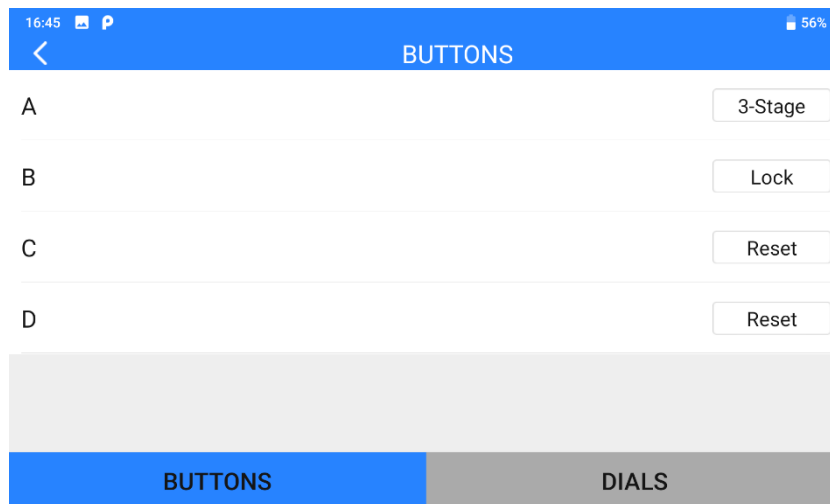 16:45 56%
BUTTONS
A 3-Stage
B Lock
C Reset
D Reset
BUTTONS DIALS